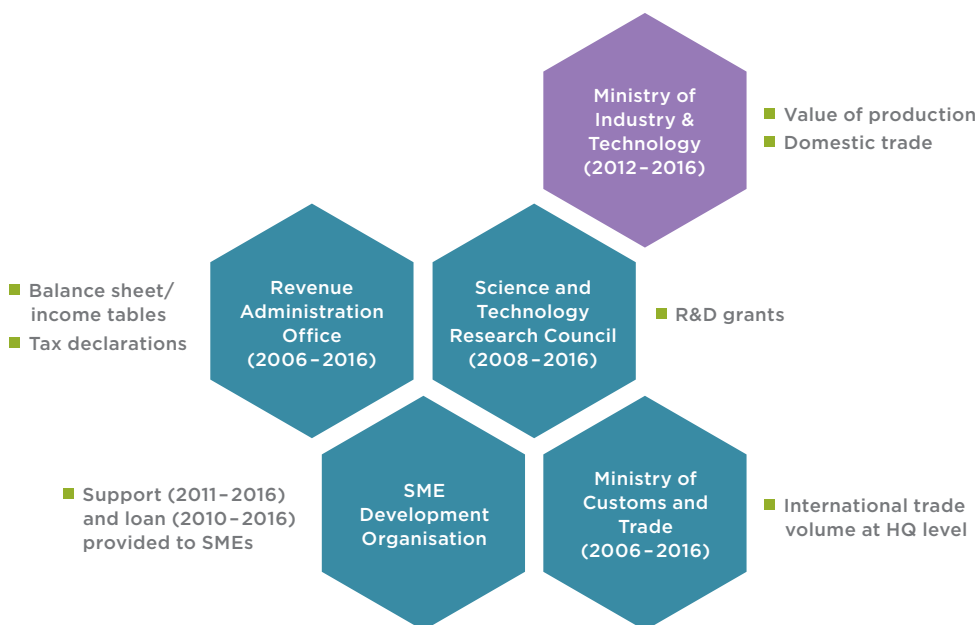 Ministry of
Industry &
Technology
(2012–2016)
Value of production
Domestic trade
Balance sheet/
income tables
Tax declarations
Revenue
Administration
Office
(2006–2016)
Science and
Technology
Research Council
(2008–2016)
R&D grants
Support (2011–2016)
and loan (2010–2016)
provided to SMEs
SME
Development
Organisation
Ministry of
Customs and
Trade
(2006–2016)
International trade
volume at HQ level